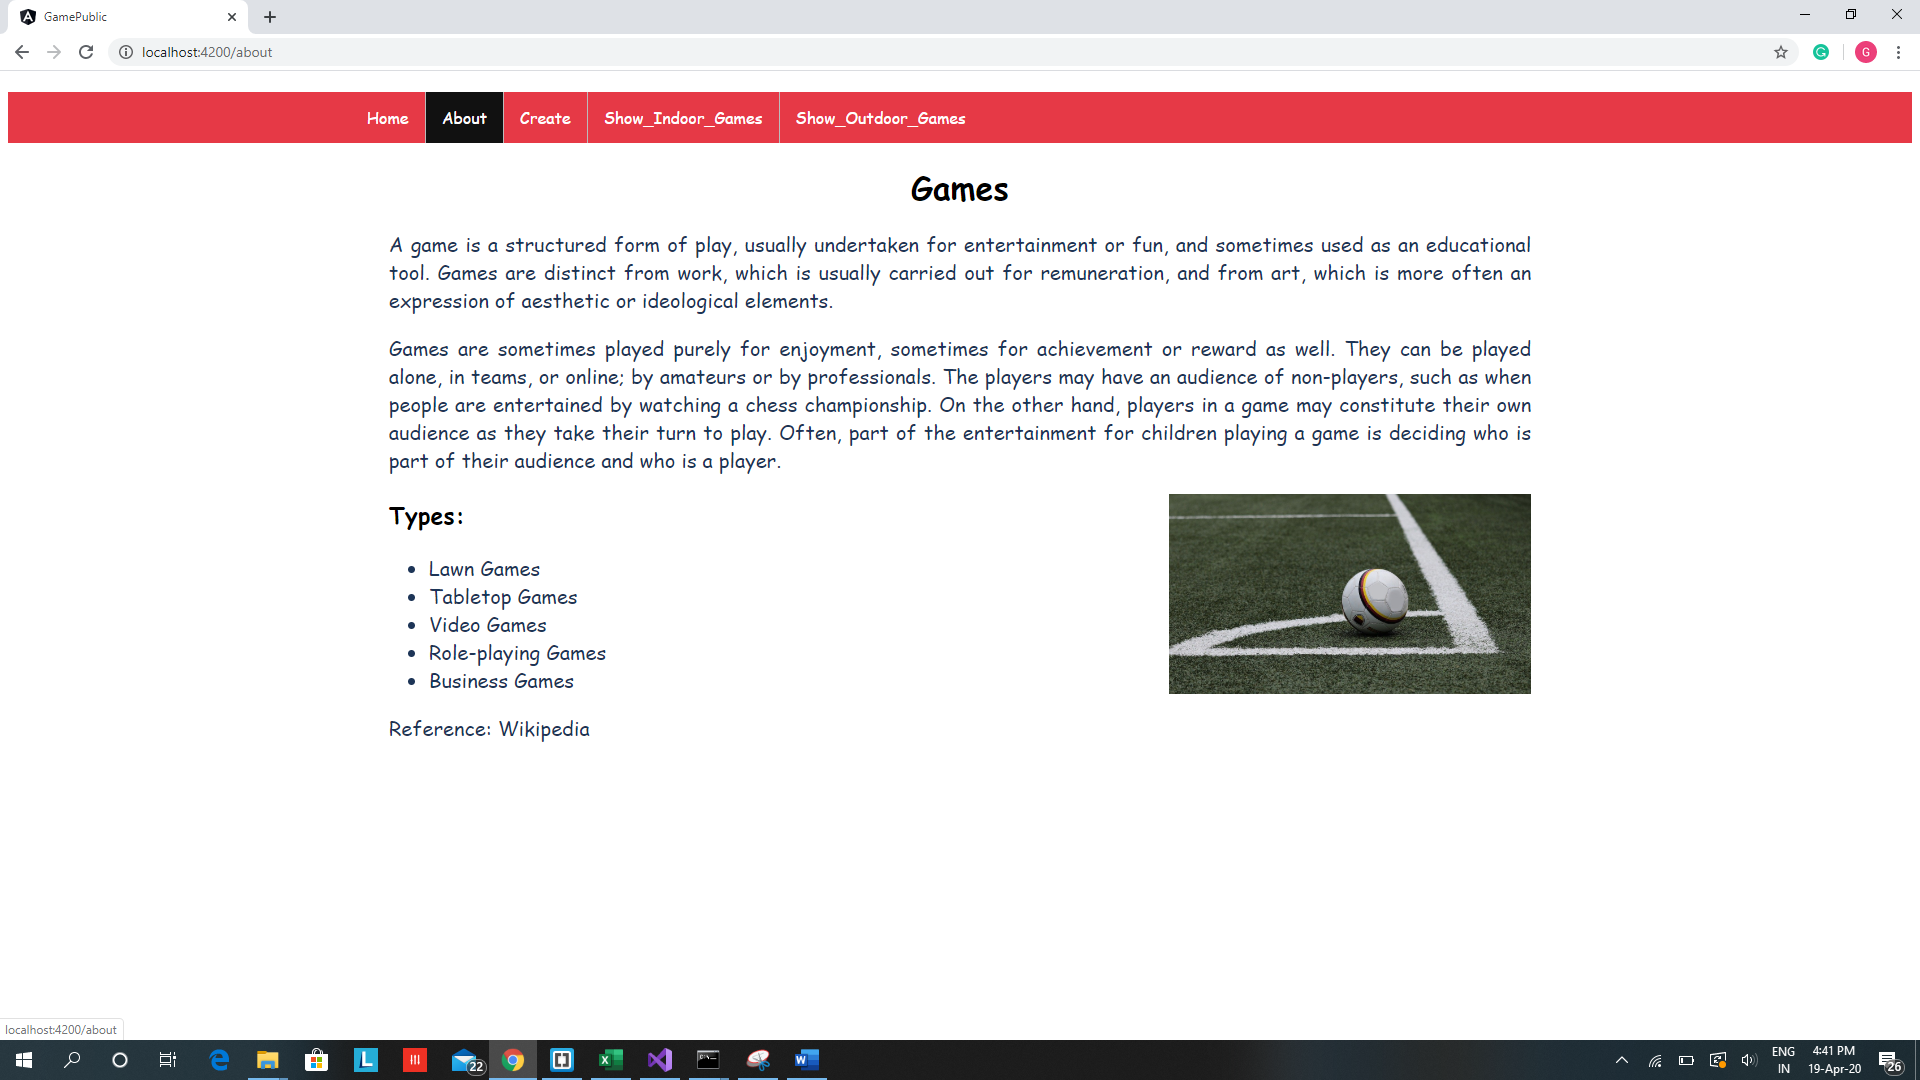 GamePublic
localhost:4200/about
G
Home About Create Show_Indoor_Games Show_Outdoor_Games
Games
A game is a structured form of play, usually undertaken for entertainment or fun, and sometimes used as an educational
tool. Games are distinct from work, which is usually carried out for remuneration, and from art, which is more often an
expression of aesthetic or ideological elements.
Games are sometimes played purely for enjoyment, sometimes for achievement or reward as well. They can be played
alone, in teams, or online; by amateurs or by professionals. The players may have an audience of non-players, such as when
people are entertained by watching a chess championship. On the other hand, players in a game may constitute their own
audience as they take their turn to play. Often, part of the entertainment for children playing a game is deciding who is
part of their audience and who is a player.
Types:
Lawn Games
Tabletop Games
Video Games
Role-playing Games
Business Games
Reference: Wikipedia
localhost:4200/about
L
22
ENG
IN
4:41 PM
19-Apr-20
26